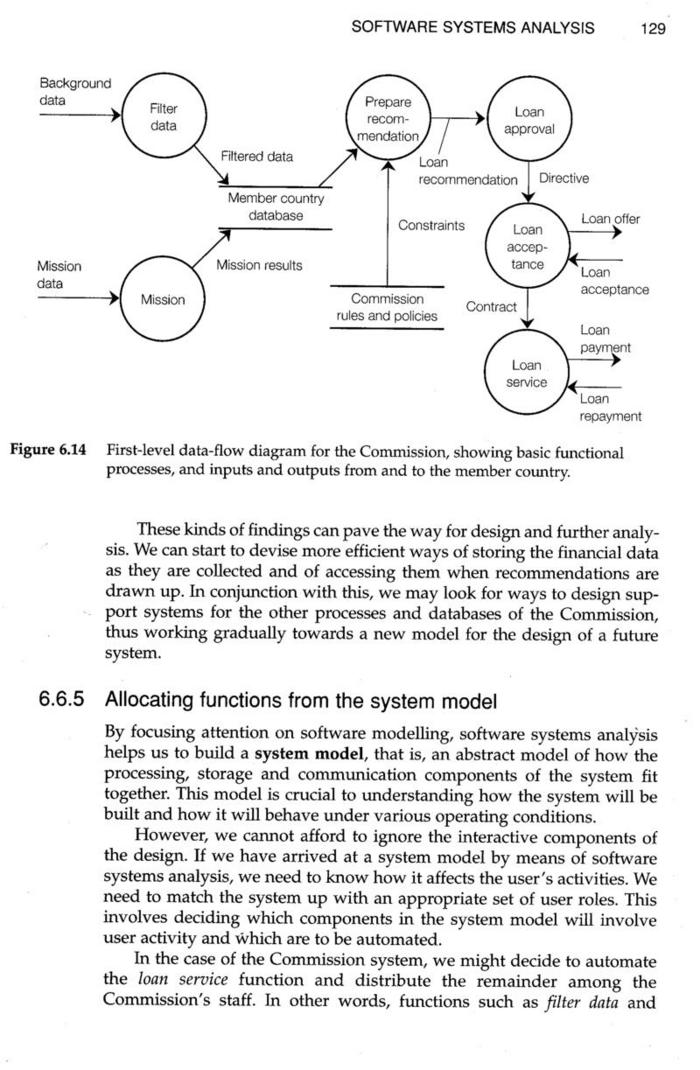 SOFTWARE SYSTEMS ANALYSIS 129
Background
data
Filter
data
Filtered data
Member country
database
Mission
data
Mission
Mission results
Prepare
recom-
mendation
Loan
recommendation
Constraints
Commission
rules and policies
Loan
approval
Directive
Loan
accep-
tance
Loan offer
Loan
acceptance
Contract
Loan
service
Loan
payment
Loan
repayment
Figure 6.14 First-level data-flow diagram for the Commission, showing basic functional
processes, and inputs and outputs from and to the member country.
These kinds of findings can pave the way for design and further analy-
sis. We can start to devise more efficient ways of storing the financial data
as they are collected and of accessing them when recommendations are
drawn up. In conjunction with this, we may look for ways to design sup-
port systems for the other processes and databases of the Commission,
thus working gradually towards a new model for the design of a future
system.
6.6.5 Allocating functions from the system model
By focusing attention on software modelling, software systems analysis
helps us to build a system model, that is, an abstract model of how the
processing, storage and communication components of the system fit
together. This model is crucial to understanding how the system will be
built and how it will behave under various operating conditions.
However, we cannot afford to ignore the interactive components of
the design. If we have arrived at a system model by means of software
systems analysis, we need to know how it affects the user's activities. We
need to match the system up with an appropriate set of user roles. This
involves deciding which components in the system model will involve
user activity and which are to be automated.
In the case of the Commission system, we might decide to automate
the loan service function and distribute the remainder among the
Commission's staff. In other words, functions such as filter data and